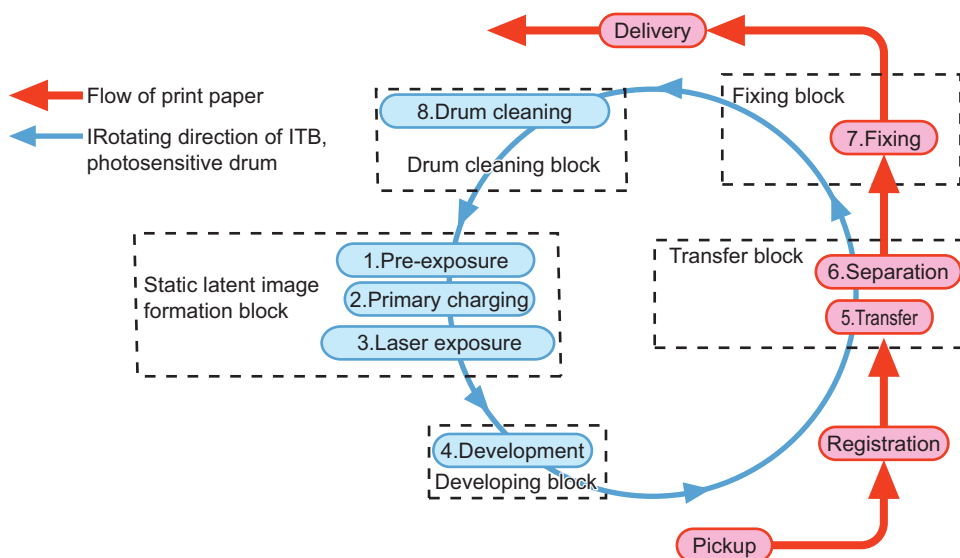 Delivery
Flow of print paper
IRotating direction of ITB,
photosensitive drum
8.Drum cleaning
Drum cleaning block
Fixing block
7.Fixing
Static latent image
formation block
1.Pre-exposure
2.Primary charging
3.Laser exposure
Transfer block
6.Separation
5.Transfer
4.Development
Developing block
Registration
Pickup